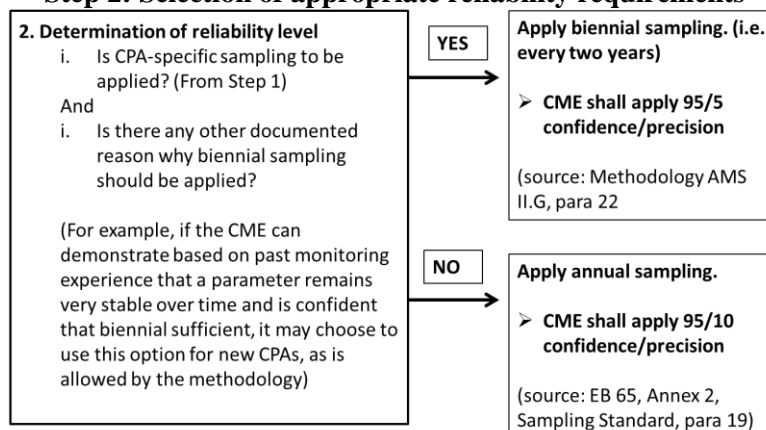 Step 2: Selection of appropriate reliability requirements
2. Determination of reliability level
i. Is CPA-specific sampling to be
applied? (From Step 1)
And
i. Is there any other documented
reason why biennial sampling
should be applied?
(For example, if the CME can
demonstrate based on past monitoring
experience that a parameter remains
very stable over time and is confident
that biennial sufficient, it may choose to
use this option for new CPAs, as is
allowed by the methodology)
YES
Apply biennial sampling. (i.e.
every two years)
➢ CME shall apply 95/5
confidence/precision
(source: Methodology AMS
II.G, para 22
NO
Apply annual sampling.
➢ CME shall apply 95/10
confidence/precision
(source: EB 65, Annex 2,
Sampling Standard, para 19)